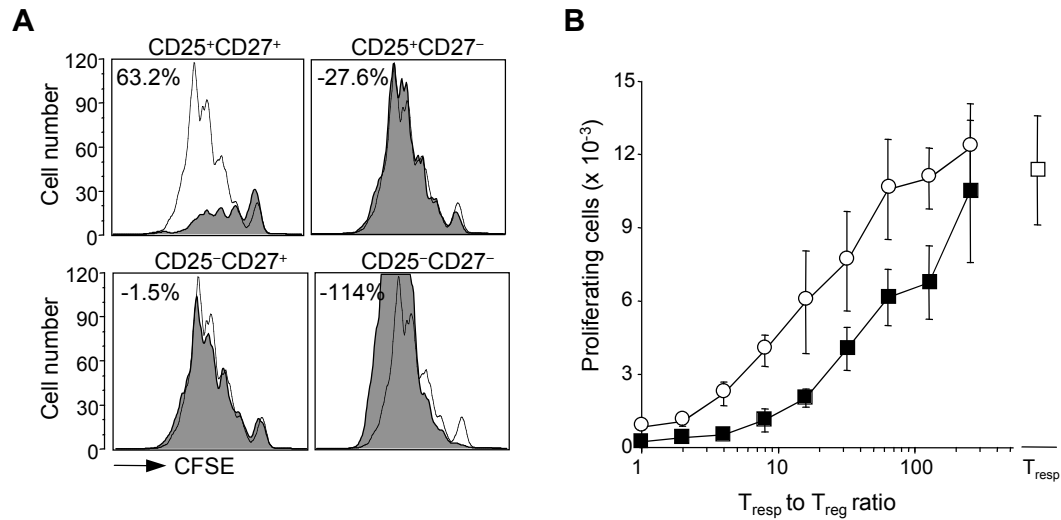 A
CD25⁺CD27⁺
CD25⁺CD27⁻
120
90
60
30
0
Cell number
63.2%
-27.6%
CD25⁻CD27⁺
CD25⁻CD27⁻
120
90
60
30
0
Cell number
-1.5%
-114%
CFSE
B
15
12
9
6
3
0
Proliferating cells (x 10⁻³)
1 10 100
T_resp
T_resp to T_reg ratio